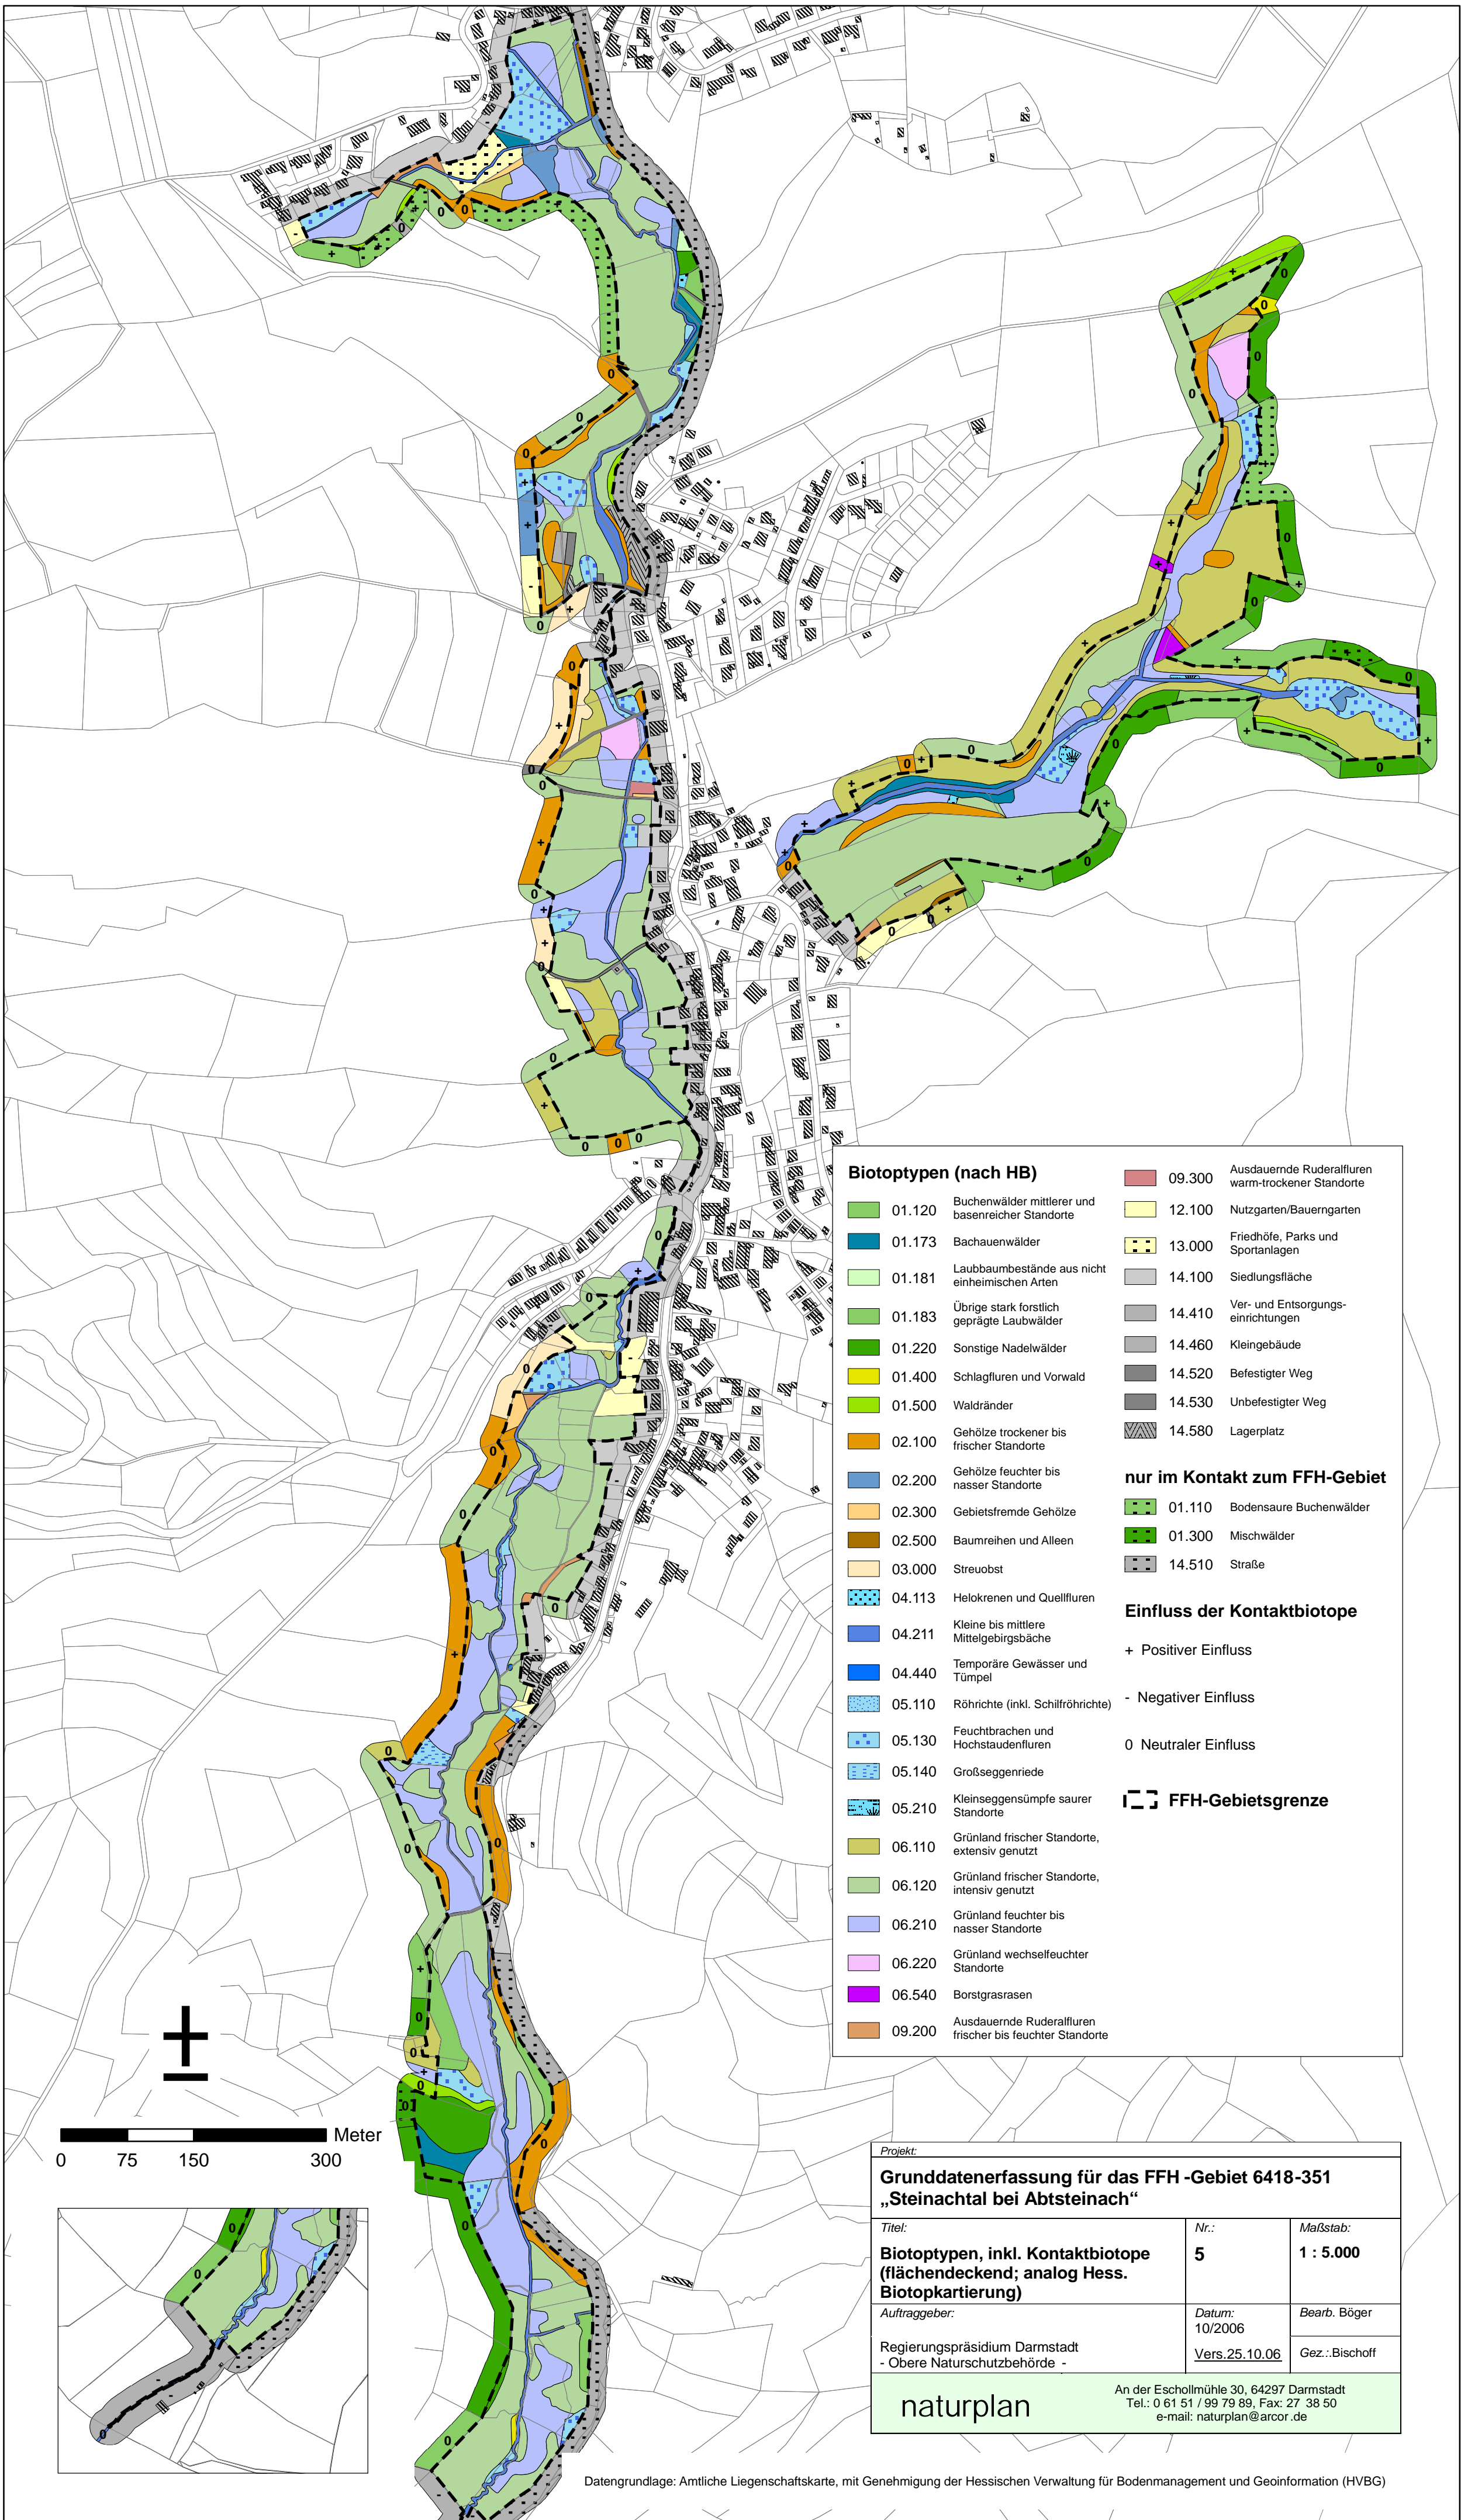 Biotoptypen (nach HB)
01.120 Buchenwälder mittlerer und
basenreicher Standorte
01.173 Bachauenwälder
01.181 Laubbaumbestände aus nicht
einheimischen Arten
01.183 Übrige stark forstlich
geprägte Laubwälder
01.220 Sonstige Nadelwälder
01.400 Schlagfluren und Vorwald
01.500 Waldränder
02.100 Gehölze trockener bis
frischer Standorte
02.200 Gehölze feuchter bis
nasser Standorte
02.300 Gebietsfremde Gehölze
02.500 Baumreihen und Alleen
03.000 Streuobst
04.113 Helokrenen und Quellfluren
04.211 Kleine bis mittlere
Mittelgebirgsbäche
04.440 Temporäre Gewässer und
Tümpel
05.110 Röhrichte (inkl. Schilfröhrichte)
05.130 Feuchtbrachen und
Hochstaudenfluren
05.140 Großseggenriede
05.210 Kleinseggensümpfe saurer
Standorte
06.110 Grünland frischer Standorte,
extensiv genutzt
06.120 Grünland frischer Standorte,
intensiv genutzt
06.210 Grünland feuchter bis
nasser Standorte
06.220 Grünland wechselfeuchter
Standorte
06.540 Borstgrasrasen
09.200 Ausdauernde Ruderalfluren
frischer bis feuchter Standorte
09.300 Ausdauernde Ruderalfluren
warm-trockener Standorte
12.100 Nutzgarten/Bauerngarten
13.000 Friedhöfe, Parks und
Sportanlagen
14.100 Siedlungsfläche
14.410 Ver- und Entsorgungs-
einrichtungen
14.460 Kleingebäude
14.520 Befestigter Weg
14.530 Unbefestigter Weg
14.580 Lagerplatz
nur im Kontakt zum FFH-Gebiet
01.110 Bodensaure Buchenwälder
01.300 Mischwälder
14.510 Straße
Einfluss der Kontaktbiotope
+ Positiver Einfluss
- Negativer Einfluss
0 Neutraler Einfluss
FFH-Gebietsgrenze
Meter
0 75 150 300
Projekt:
Grunddatenerfassung für das FFH -Gebiet 6418-351
„Steinachtal bei Abtsteinach“
Titel:
Biotoptypen, inkl. Kontaktbiotope
(flächendeckend; analog Hess.
Biotopkartierung)
Nr.:
5
Maßstab:
1 : 5.000
Auftraggeber:
Regierungspräsidium Darmstadt
- Obere Naturschutzbehörde -
Datum:
10/2006
Vers.25.10.06
Bearb. Böger
Gez.:.Bischoff
naturplan
An der Eschollmühle 30, 64297 Darmstadt
Tel.: 0 61 51 / 99 79 89, Fax: 27 38 50
e-mail: naturplan@arcor.de
Datengrundlage: Amtliche Liegenschaftskarte, mit Genehmigung der Hessischen Verwaltung für Bodenmanagement und Geoinformation (HVBG)